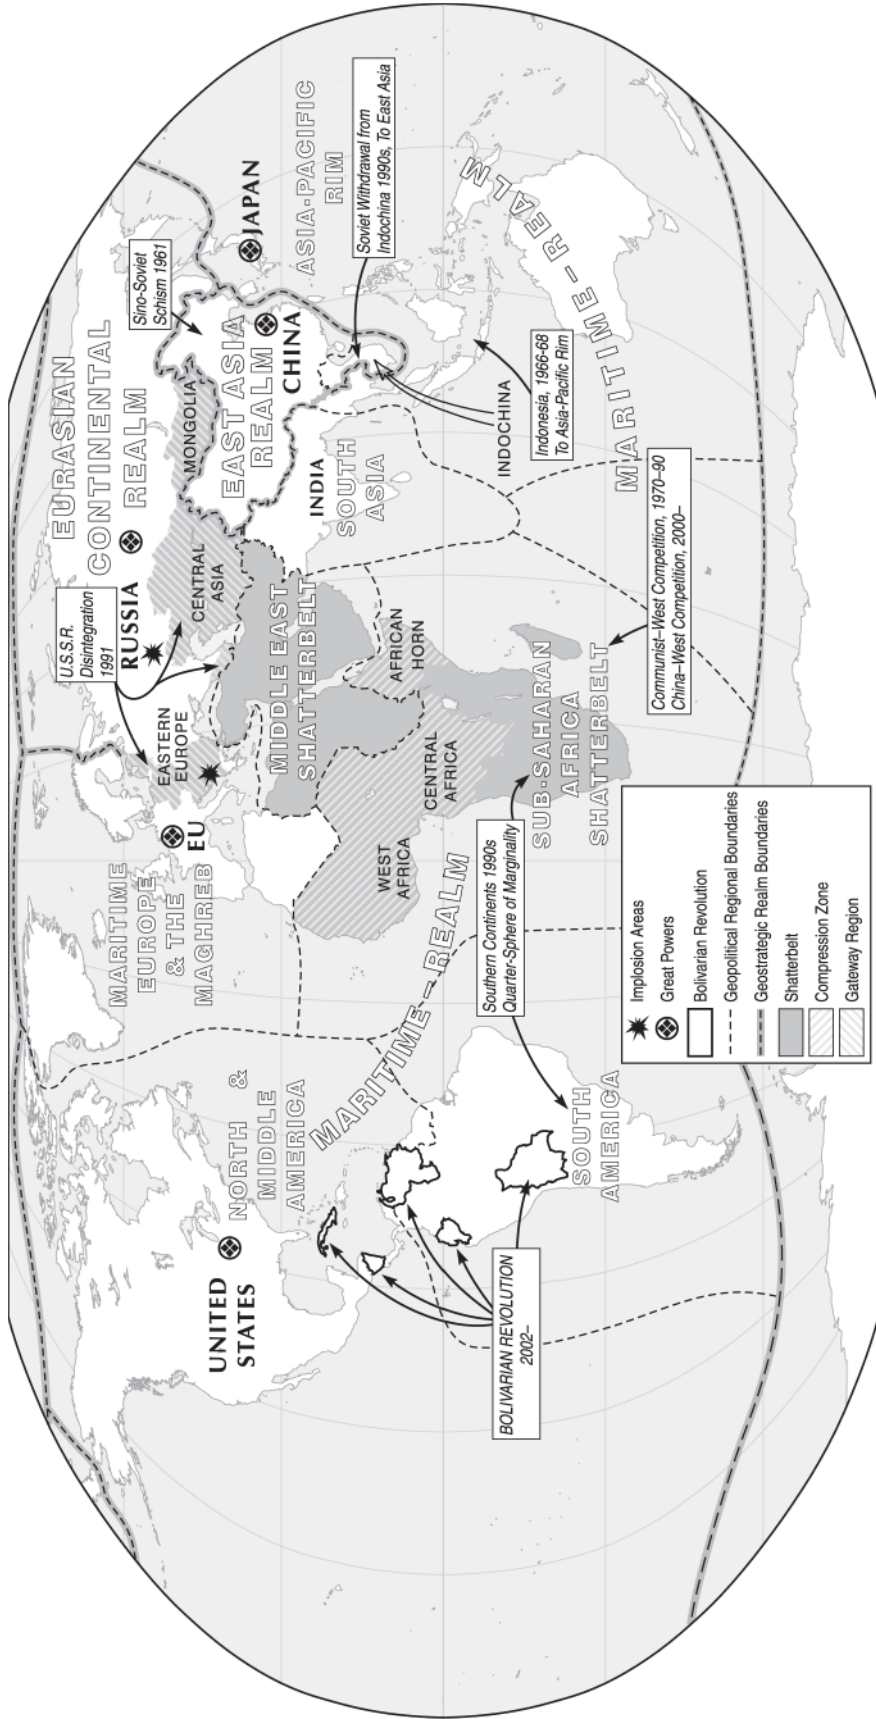 EURASIAN
CONTINENTAL
REALM
Sino-Soviet
Schism 1961
U.S.S.R.
Disintegration
1991
RUSSIA
MONGOLIA
EAST ASIA
REALM
CHINA
JAPAN
ASIA-PACIFIC
RIM
Soviet Withdrawal from
Indochina 1990s, To East Asia
CENTRAL
ASIA
EASTERN
EUROPE
EU
MARITIME
EUROPE
& THE
MAGHREB
NORTH &
MIDDLE
AMERICA
UNITED
STATES
MIDDLE EAST
SHATTERBELT
INDIA
SOUTH
ASIA
INDOCHINA
Indonesia, 1966-68
To Asia-Pacific Rim
AFRICAN
HORN
WEST
AFRICA
CENTRAL
AFRICA
SUB-SAHARAN
AFRICA
SHATTERBELT
MARITIME – REALM
MARITIME – REALM
Communist–West Competition, 1970–90
China–West Competition, 2000–
Southern Continents 1990s
Quarter-Sphere of Marginality
SOUTH
AMERICA
BOLIVARIAN REVOLUTION
2002–
Implosion Areas
Great Powers
Bolivarian Revolution
Geopolitical Regional Boundaries
Geostrategic Realm Boundaries
Shatterbelt
Compression Zone
Gateway Region